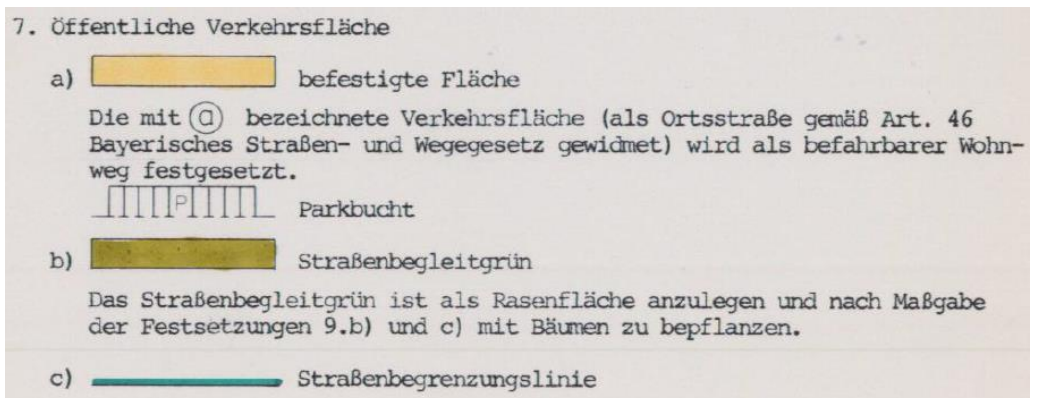 7. Öffentliche Verkehrsfläche
a) befestigte Fläche
Die mit ⓐ bezeichnete Verkehrsfläche (als Ortsstraße gemäß Art. 46
Bayerisches Straßen- und Wegegesetz gewidmet) wird als befahrbarer Wohn-
weg festgesetzt.
P Parkbucht
b) Straßenbegleitgrün
Das Straßenbegleitgrün ist als Rasenfläche anzulegen und nach Maßgabe
der Festsetzungen 9.b) und c) mit Bäumen zu bepflanzen.
c) Straßenbegrenzungslinie